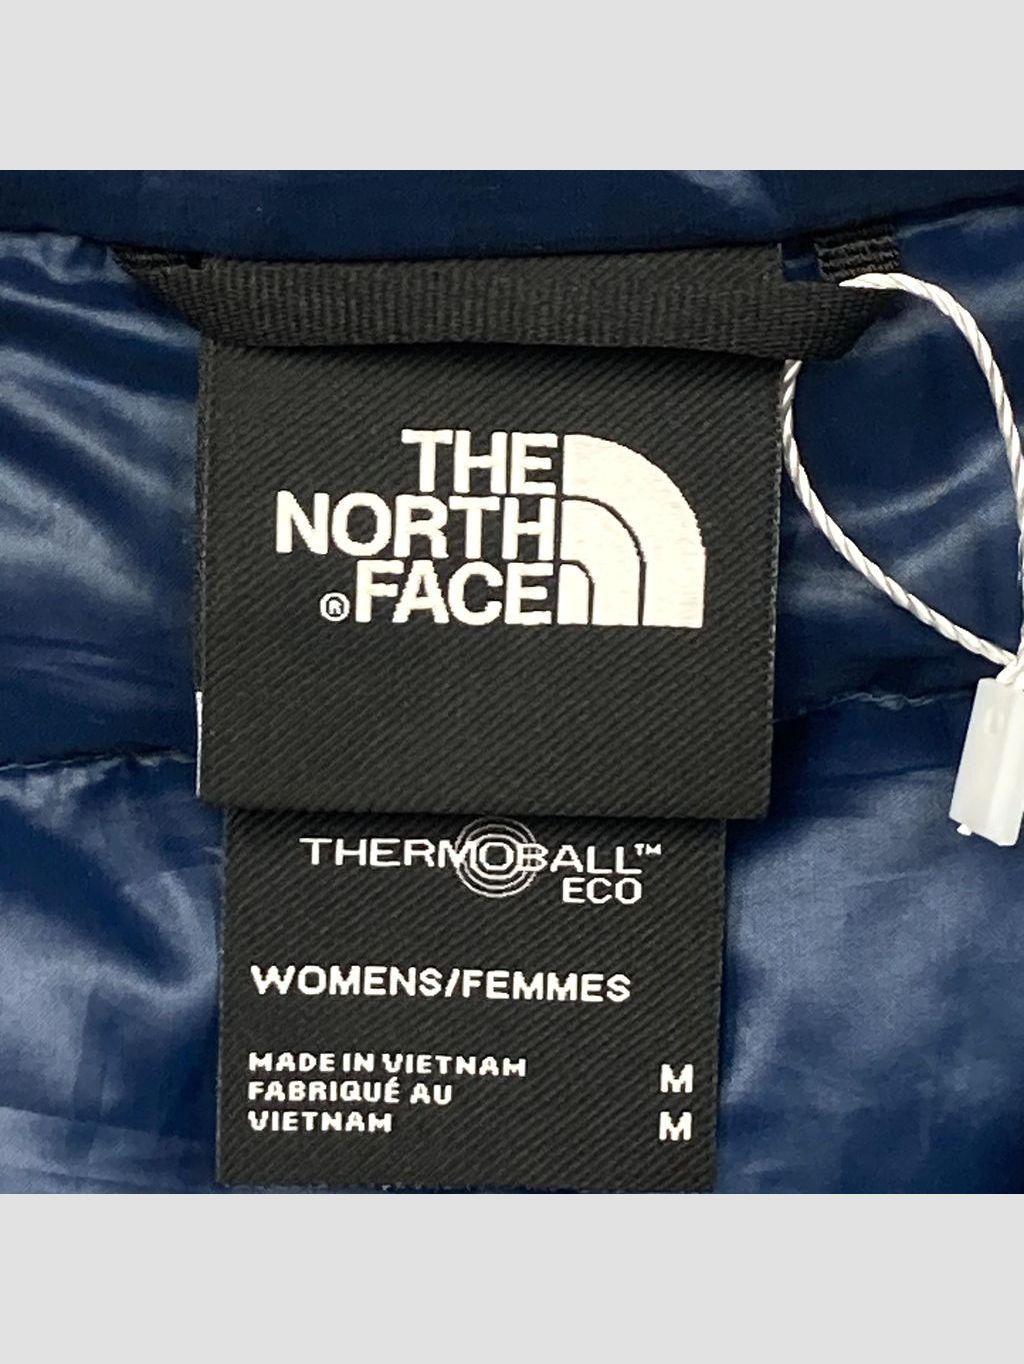 THE
NORTH
®FACE
THERMOBALL™
ECO
WOMENS/FEMMES
MADE IN VIETNAM M
FABRIQUÉ AU
VIETNAM M